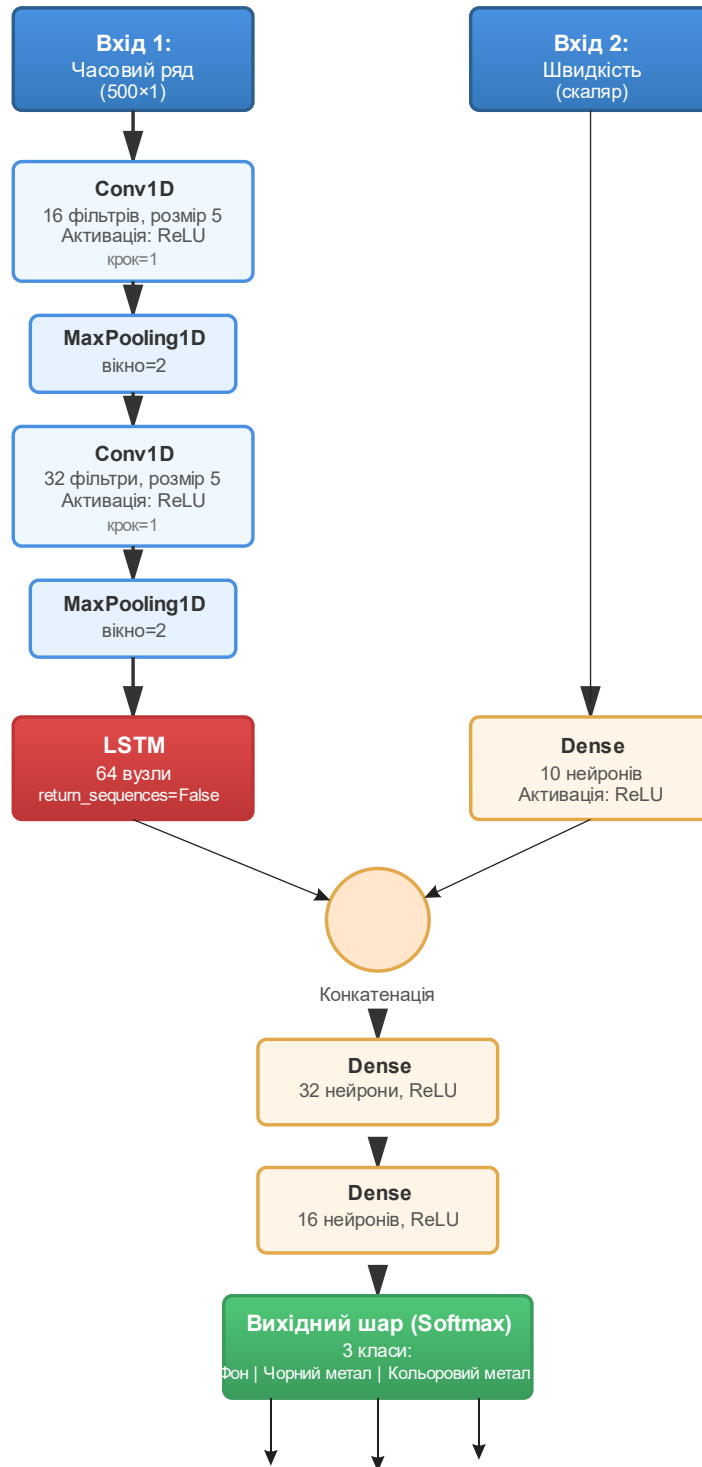 Вхід 1:
Часовий ряд
(500×1)
Вхід 2:
Швидкість
(скаляр)
Conv1D
16 фільтрів, розмір 5
Активація: ReLU
крок=1
MaxPooling1D
вікно=2
Conv1D
32 фільтри, розмір 5
Активація: ReLU
крок=1
MaxPooling1D
вікно=2
LSTM
64 вузли
return_sequences=False
Dense
10 нейронів
Активація: ReLU
Конкатенація
Dense
32 нейрони, ReLU
Dense
16 нейронів, ReLU
Вихідний шар (Softmax)
3 класи:
Фон | Чорний метал | Кольоровий метал